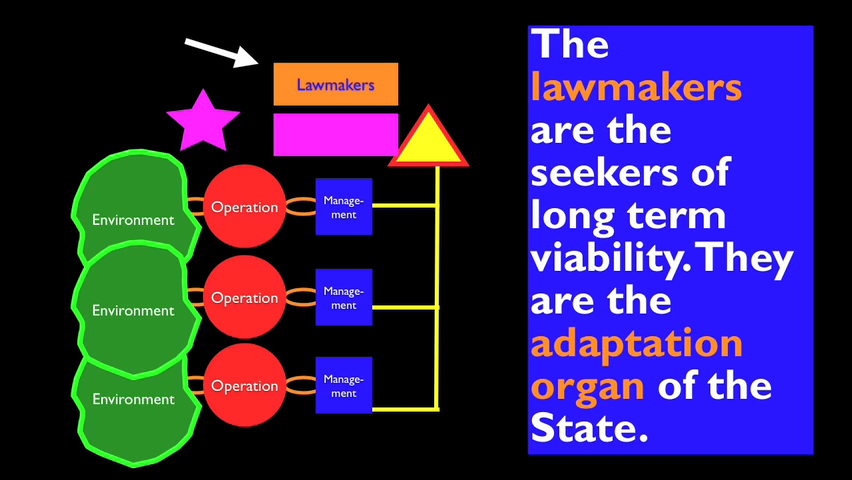 Lawmakers
Environment
Operation
Manage-
ment
Environment
Operation
Manage-
ment
Environment
Operation
Manage-
ment
The
lawmakers
are the
seekers of
long term
viability. They
are the
adaptation
organ of the
State.